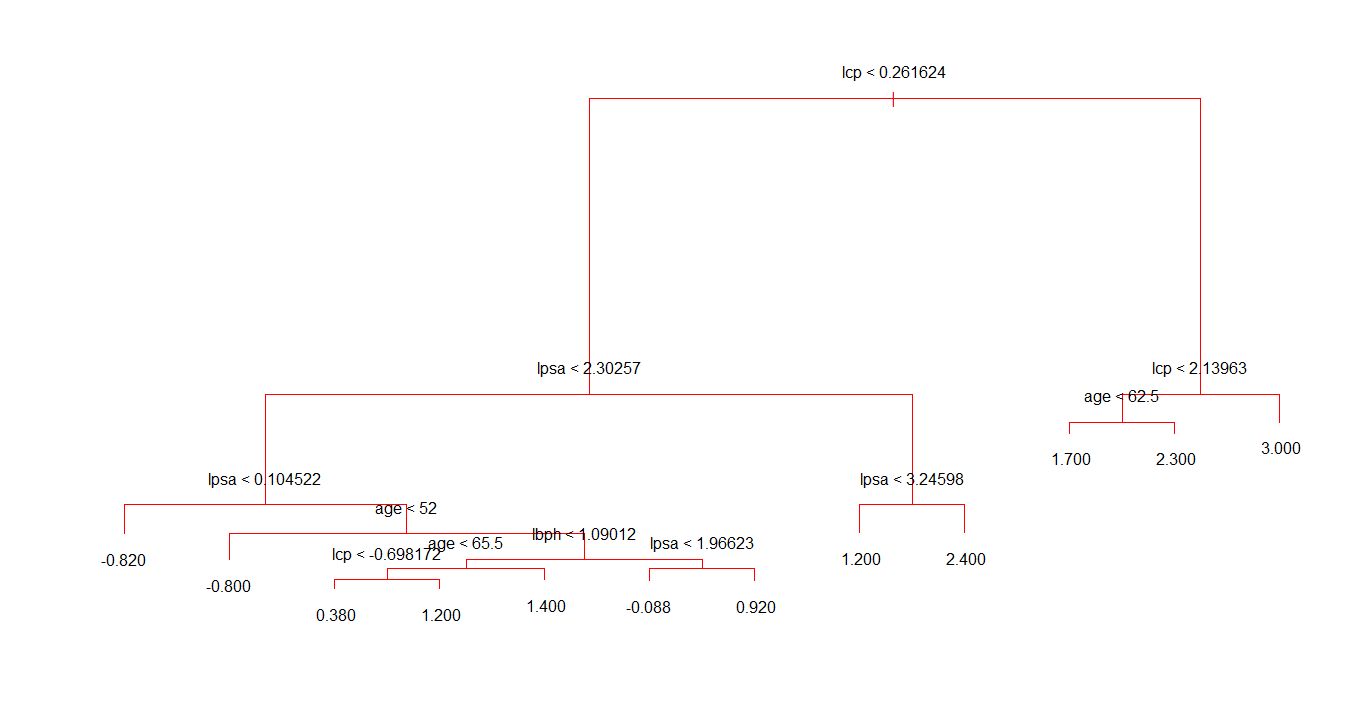 lcp < 0.261624
lpsa < 2.30257
lcp < 2.13963
age < 62.5
3.000
1.700
2.300
lpsa < 0.104522
lpsa < 3.24598
age < 52
lbph < 1.09012
age < 65.5
lpsa < 1.96623
lcp < -0.698172
-0.820
1.200
2.400
-0.800
0.380
1.200
1.400
-0.088
0.920